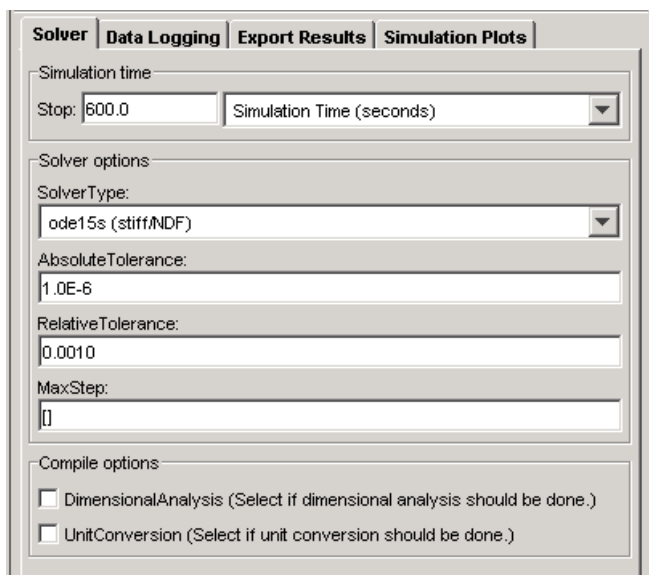 Solver Data Logging Export Results Simulation Plots
Simulation time
Stop: 600.0 Simulation Time (seconds)
Solver options
SolverType:
ode15s (stiff/NDF)
AbsoluteTolerance:
1.0E-6
RelativeTolerance:
0.0010
MaxStep:
[]
Compile options
DimensionalAnalysis (Select if dimensional analysis should be done.)
UnitConversion (Select if unit conversion should be done.)